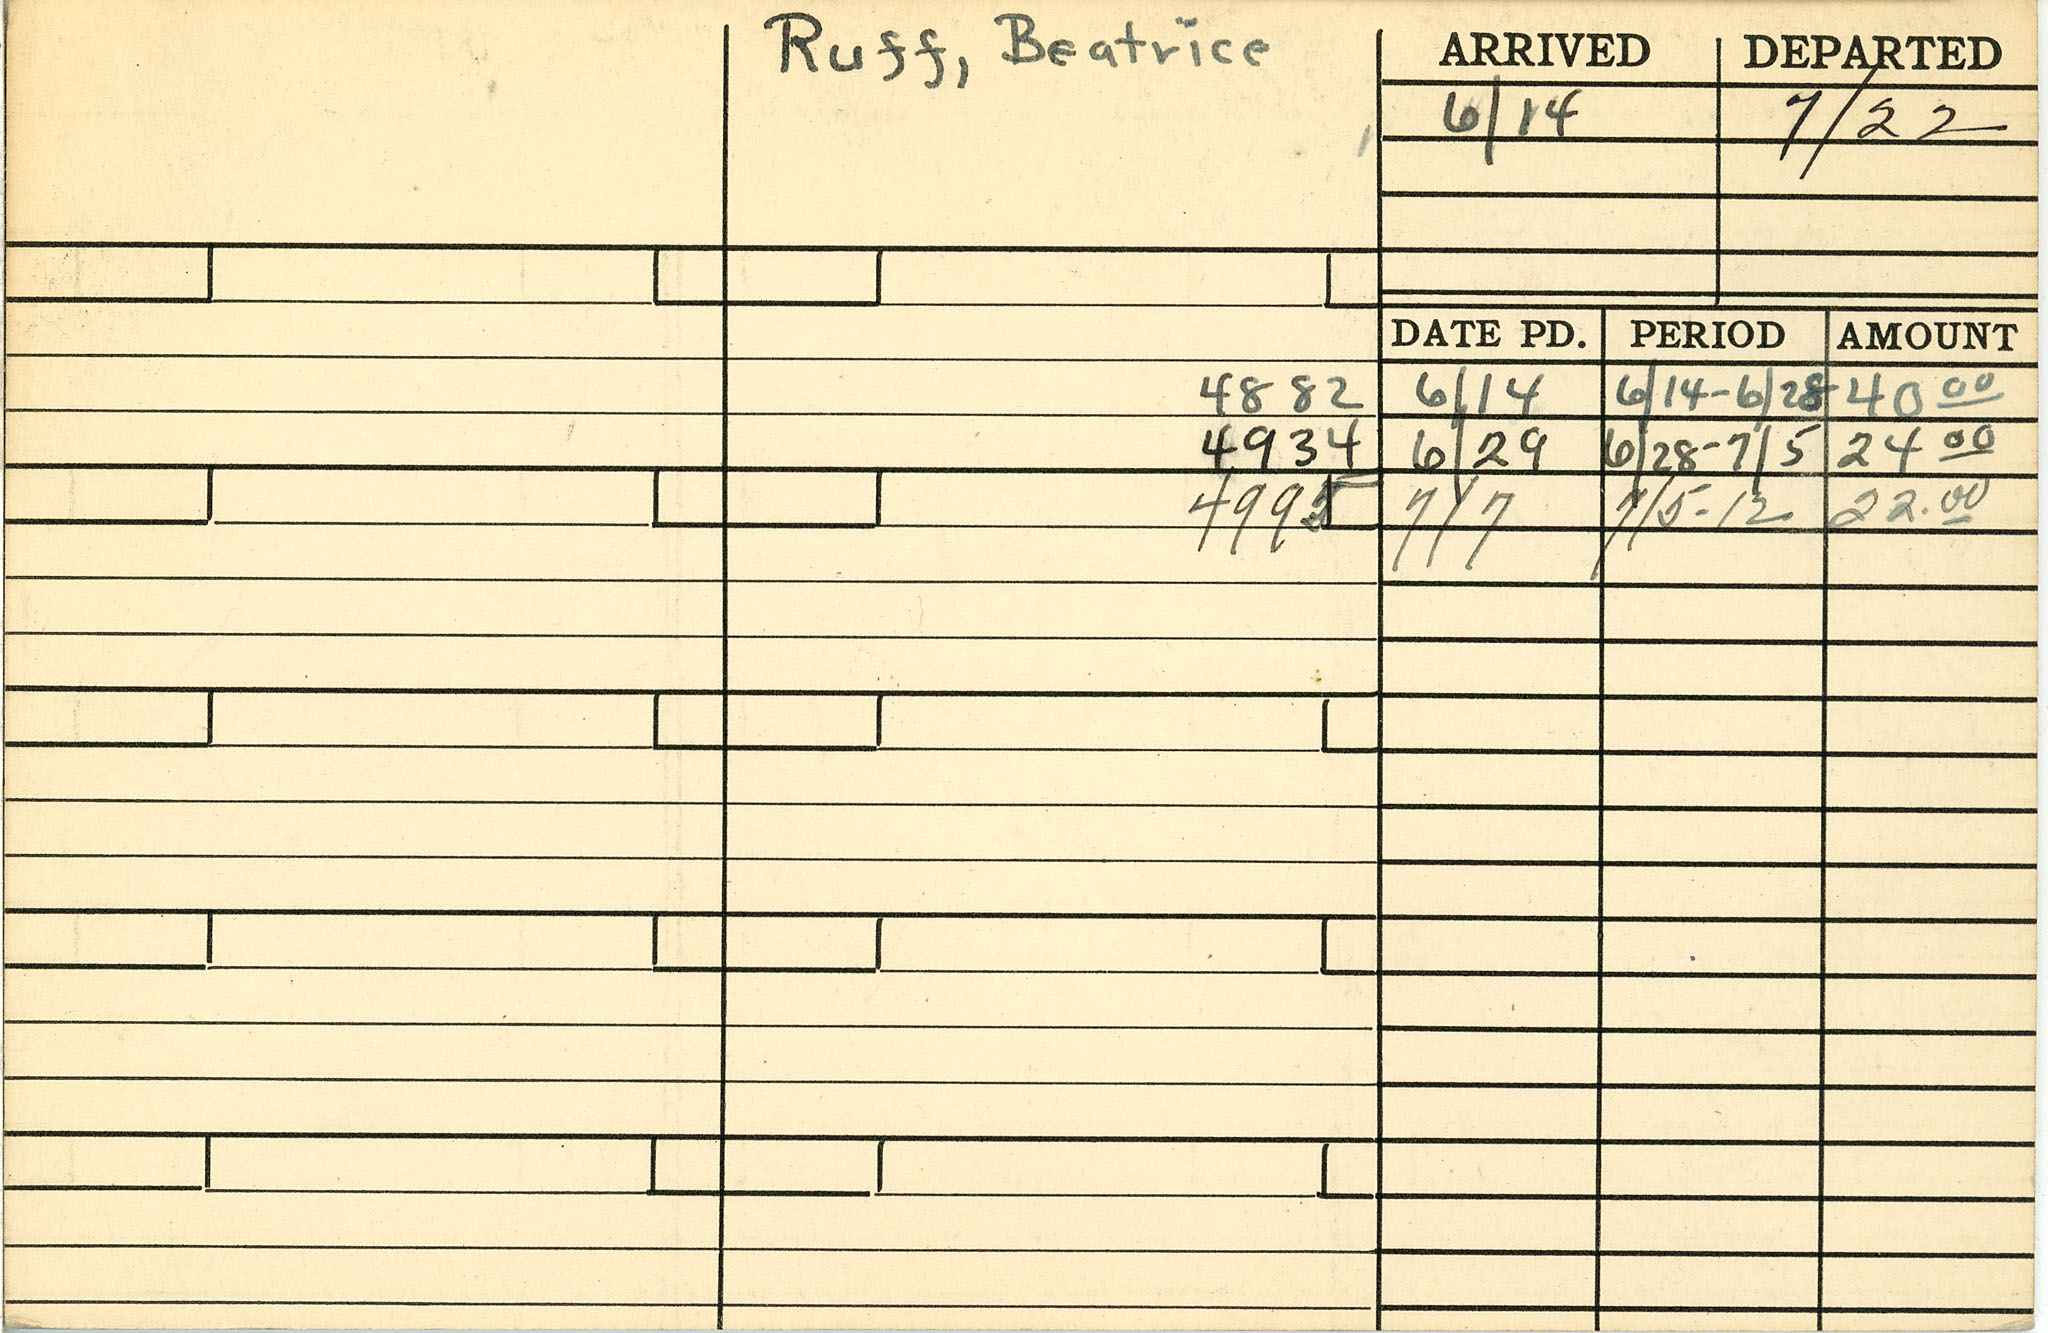 Ruff, Beatrice
ARRIVED DEPARTED
6/14 7/22
DATE PD. PERIOD AMOUNT
4882 6/14 6/14-6/28 40 00
4934 6/29 6/28-7/5 24 00
4995 7/7 7/5-12 22.00